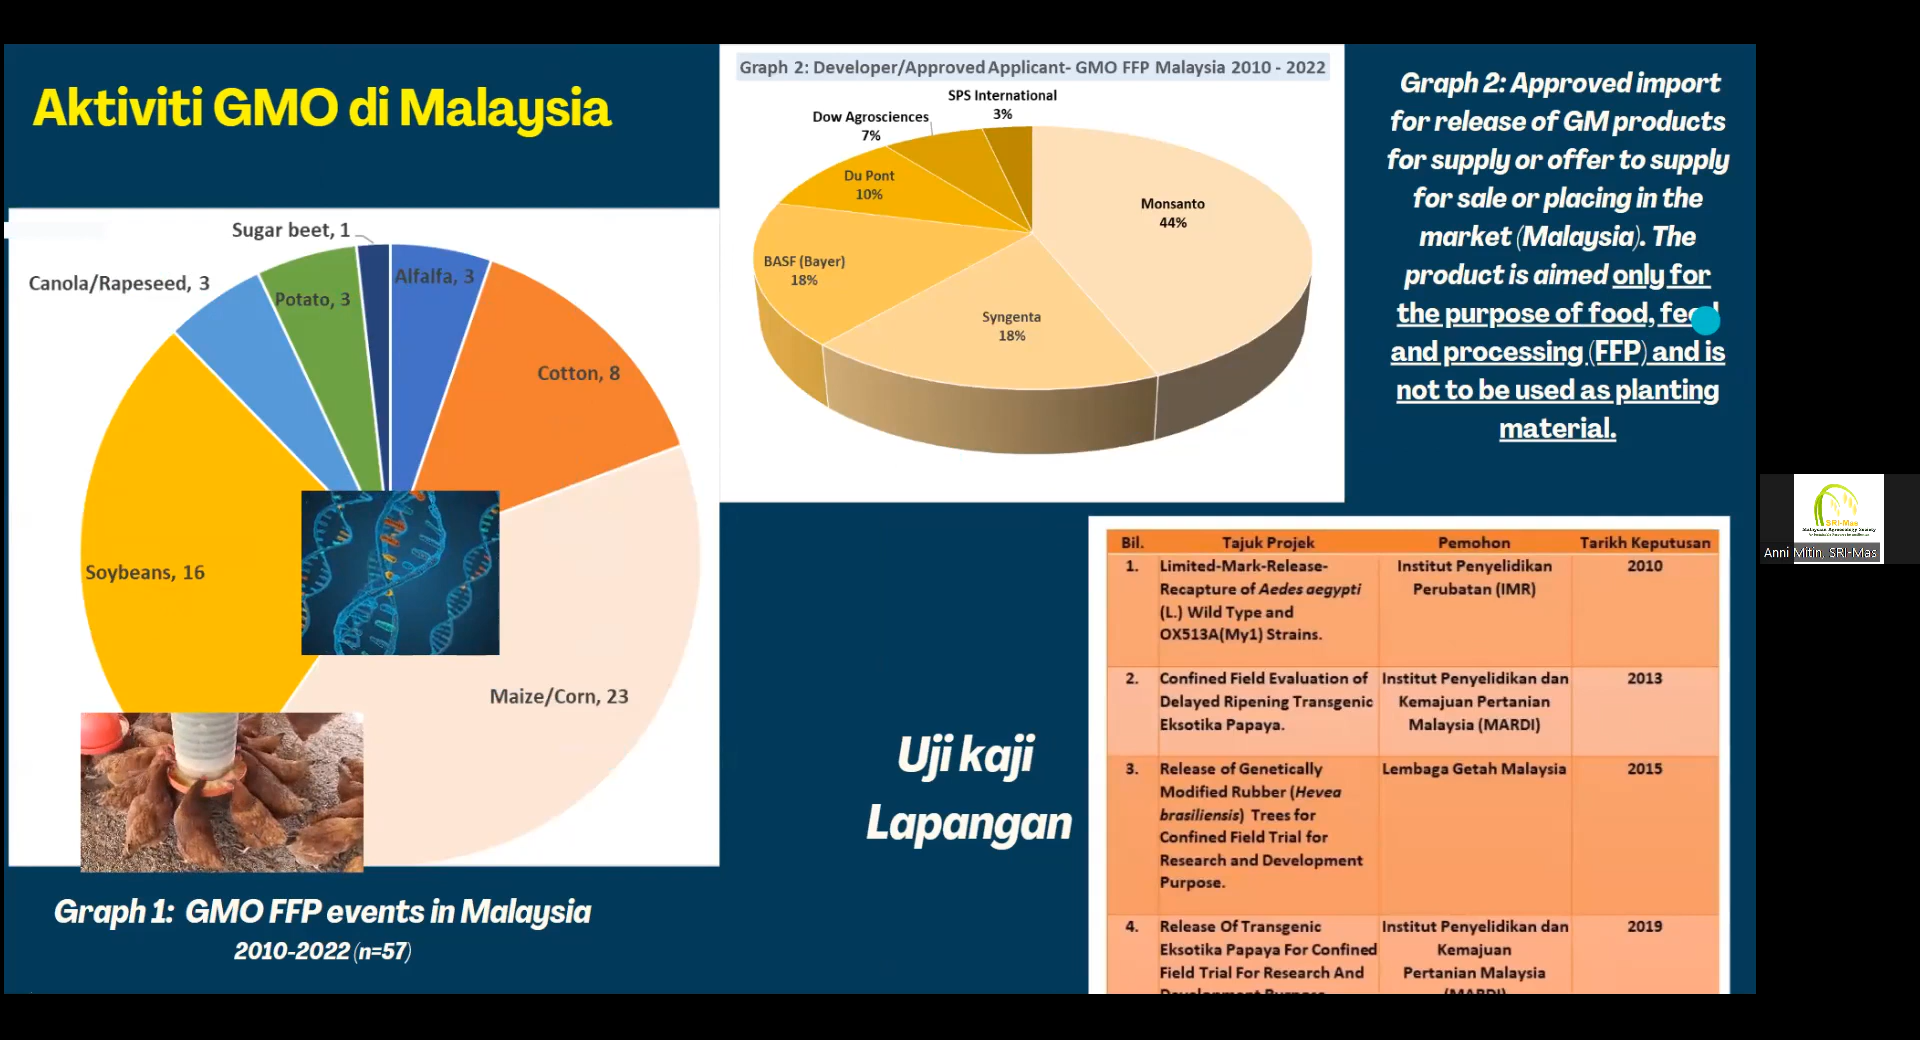 Aktiviti GMO di Malaysia
Sugar beet, 1
Canola/Rapeseed, 3
Potato, 3
Alfalfa, 3
Cotton, 8
Soybeans, 16
Maize/Corn, 23
Graph 1: GMO FFP events in Malaysia
2010-2022 (n=57)
Graph 2: Developer/Approved Applicant- GMO FFP Malaysia 2010 - 2022
SPS International
3%
Dow Agrosciences
7%
Du Pont
10%
Monsanto
44%
BASF (Bayer)
18%
Syngenta
18%
Graph 2: Approved import
for release of GM products
for supply or offer to supply
for sale or placing in the
market (Malaysia). The
product is aimed only for
the purpose of food, feed
and processing (FFP) and is
not to be used as planting
material.
Uji kaji
Lapangan
Bil. Tajuk Projek Pemohon Tarikh Keputusan
1. Limited-Mark-Release- Institut Penyelidikan 2010
Recapture of Aedes aegypti Perubatan (IMR)
(L.) Wild Type and
OX513A(My1) Strains.
2. Confined Field Evaluation of Institut Penyelidikan dan 2013
Delayed Ripening Transgenic Kemajuan Pertanian
Eksotika Papaya. Malaysia (MARDI)
3. Release of Genetically Lembaga Getah Malaysia 2015
Modified Rubber (Hevea
brasiliensis) Trees for
Confined Field Trial for
Research and Development
Purpose.
4. Release Of Transgenic Institut Penyelidikan dan 2019
Eksotika Papaya For Confined Kemajuan
Field Trial For Research And Pertanian Malaysia
Development Purpose (MARDI)
SRI-Mas
Anni Mitin, SRI-Mas